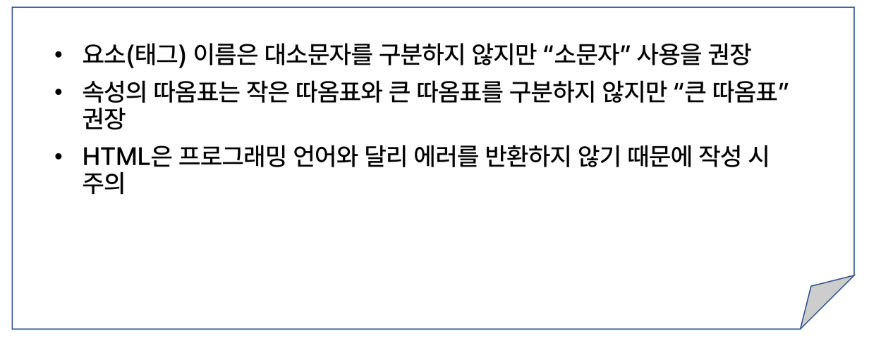 • 요소(태그) 이름은 대소문자를 구분하지 않지만 “소문자” 사용을 권장
• 속성의 따옴표는 작은 따옴표와 큰 따옴표를 구분하지 않지만 “큰 따옴표”
권장
• HTML은 프로그래밍 언어와 달리 에러를 반환하지 않기 때문에 작성 시
주의